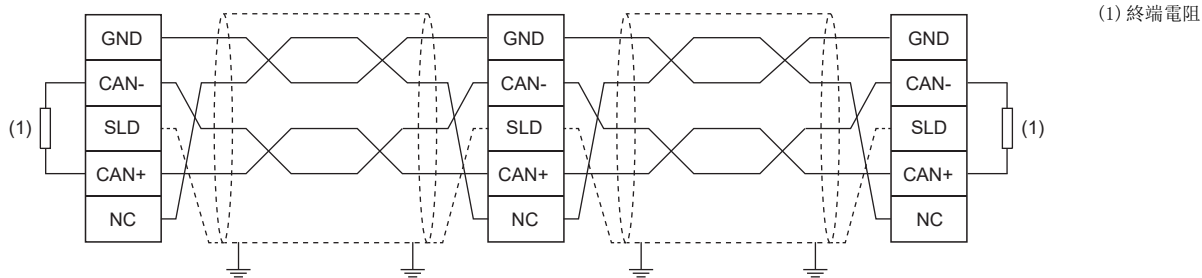 (1) 終端電阻
GND GND GND
CAN- CAN- CAN-
(1) SLD SLD SLD (1)
CAN+ CAN+ CAN+
NC NC NC